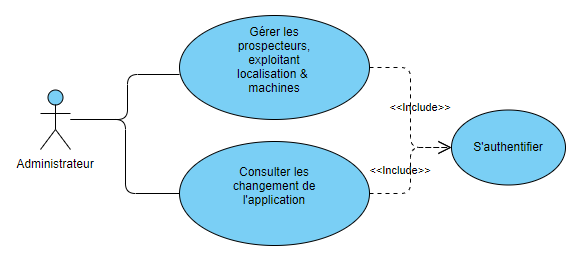 Gérer les
prospecteurs,
exploitant
localisation &
machines
<<Include>>
Administrateur
S'authentifier
Consulter les
changement de
l'application
<<Include>>